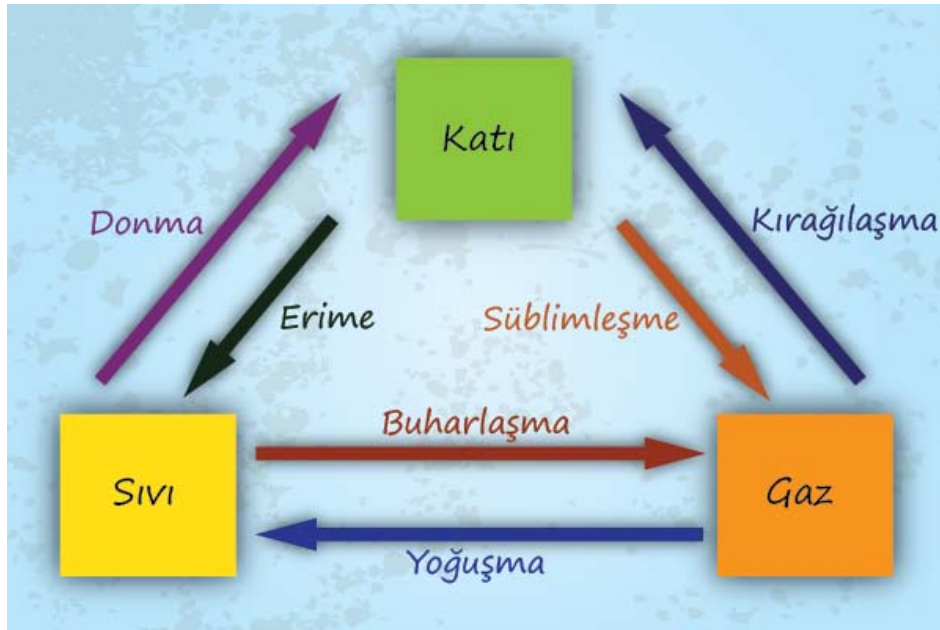 Katı
Donma
Kırağılaşma
Erime
Süblimleşme
Buharlaşma
Sıvı
Gaz
Yoğuşma